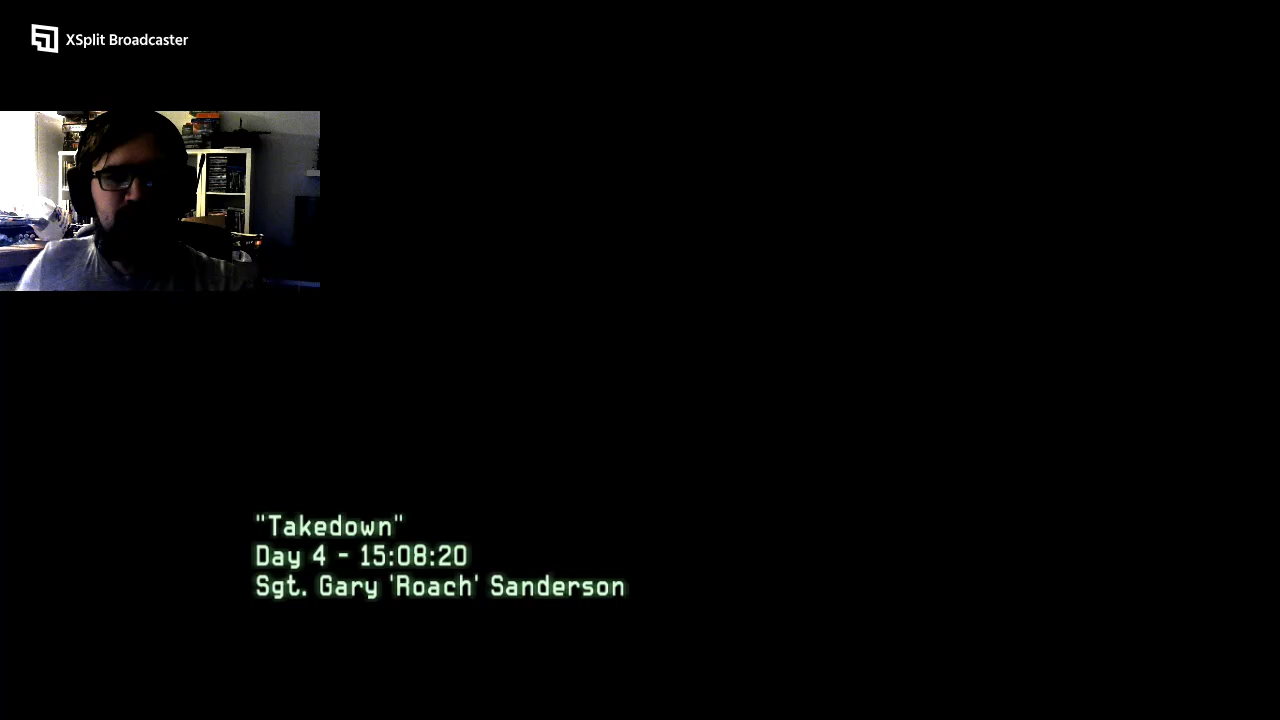 XSplit Broadcaster
"Takedown"
Day 4 - 15:08:20
Sgt. Gary 'Roach' Sanderson